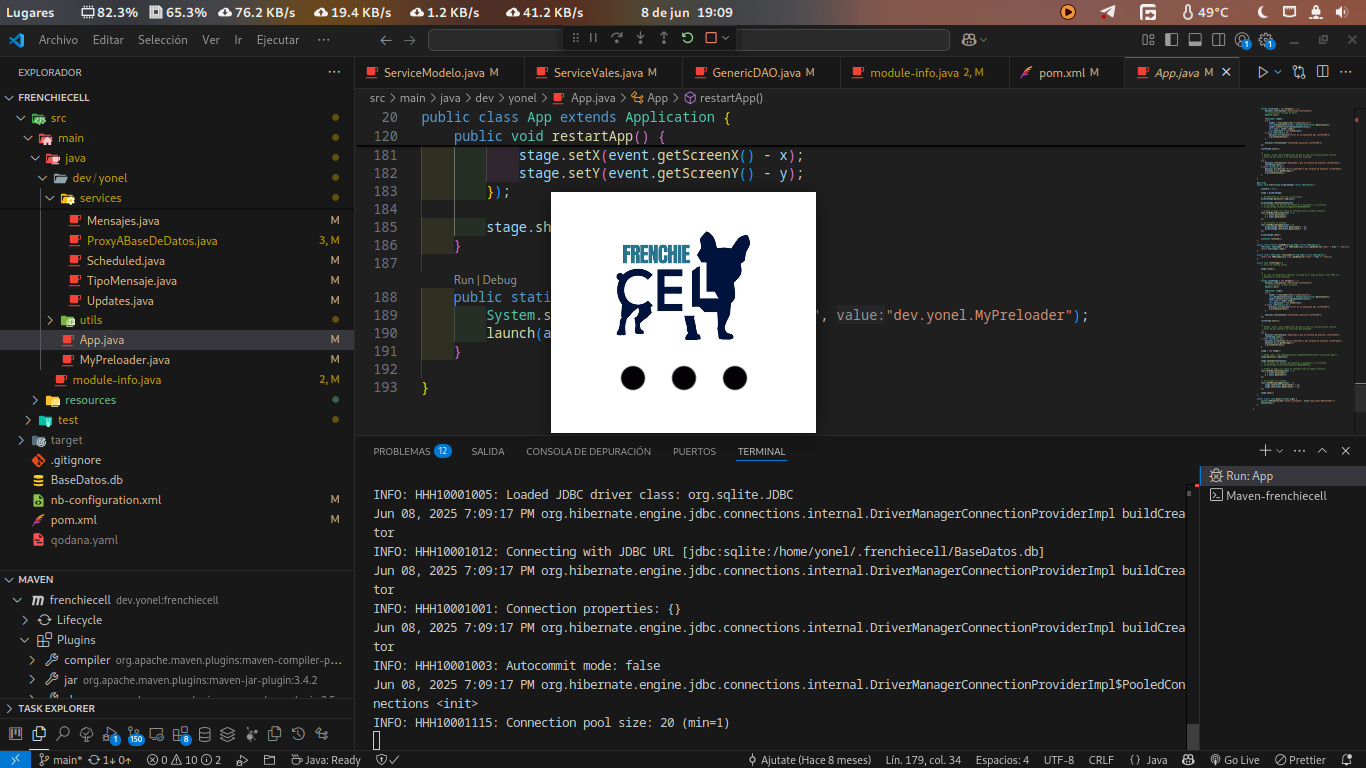 Lugares 82.3% 65.3% 76.2 KB/s 19.4 KB/s 1.2 KB/s 41.2 KB/s 8 de jun 19:09 49°C
Archivo Editar Selección Ver Ir Ejecutar ···
EXPLORADOR ···
ServiceModelo.java M ServiceVales.java M GenericDAO.java M module-info.java 2, M pom.xml M App.java M
FRENCHIECELL
src > main > java > dev > yonel > App.java > App > restartApp()
src
main
java
dev/yonel
services
Mensajes.java M
ProxyABaseDeDatos.java 3, M
Scheduled.java M
TipoMensaje.java M
Updates.java M
utils
App.java M
MyPreloader.java M
module-info.java 2, M
resources
test
target
.gitignore
BaseDatos.db
nb-configuration.xml M
pom.xml M
qodana.yaml
20 public class App extends Application {
120 public void restartApp() {
181 stage.setX(event.getScreenX() - x);
182 stage.setY(event.getScreenY() - y);
183 });
184
185 stage.sh
186 }
187
Run | Debug
188 public stati
189 System.s ", value:"dev.yonel.MyPreloader");
190 launch(a
191 }
192
193 }
FRENCHIE
CELL
PROBLEMAS 12 SALIDA CONSOLA DE DEPURACIÓN PUERTOS TERMINAL
Run: App
Maven-frenchiecell
INFO: HHH10001005: Loaded JDBC driver class: org.sqlite.JDBC
Jun 08, 2025 7:09:17 PM org.hibernate.engine.jdbc.connections.internal.DriverManagerConnectionProviderImpl buildCrea
tor
INFO: HHH10001012: Connecting with JDBC URL [jdbc:sqlite:/home/yonel/.frenchiecell/BaseDatos.db]
Jun 08, 2025 7:09:17 PM org.hibernate.engine.jdbc.connections.internal.DriverManagerConnectionProviderImpl buildCrea
tor
INFO: HHH10001001: Connection properties: {}
Jun 08, 2025 7:09:17 PM org.hibernate.engine.jdbc.connections.internal.DriverManagerConnectionProviderImpl buildCrea
tor
INFO: HHH10001003: Autocommit mode: false
Jun 08, 2025 7:09:17 PM org.hibernate.engine.jdbc.connections.internal.DriverManagerConnectionProviderImpl$PooledCon
nections <init>
INFO: HHH10001115: Connection pool size: 20 (min=1)
MAVEN
frenchiecell dev.yonel:frenchiecell
Lifecycle
Plugins
compiler org.apache.maven.plugins:maven-compiler-p...
jar org.apache.maven.plugins:maven-jar-plugin:3.4.2
TASK EXPLORER
1 150 8
main* 1↓ 0↑ 0 10 2 Java: Ready Ajutate (Hace 8 meses) Lín. 179, col. 34 Espacios: 4 UTF-8 CRLF {} Java Go Live Prettier